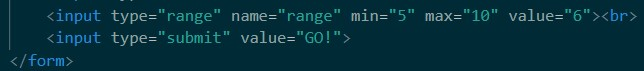 <input type="range" name="range" min="5" max="10" value="6"><br>
<input type="submit" value="GO!">
</form>